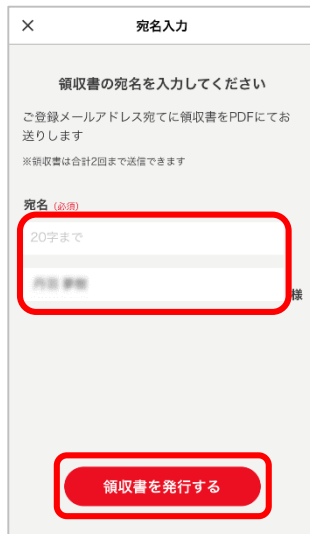 ×
宛名入力
領収書の宛名を入力してください
ご登録メールアドレス宛てに領収書をPDFにてお
送りします
※領収書は合計2回まで送信できます
宛名 (必須)
20字まで
様
領収書を発行する